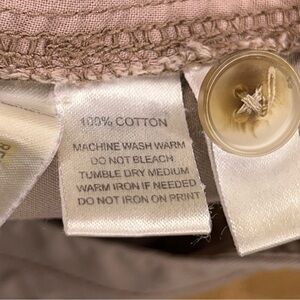 100% COTTON
MACHINE WASH WARM
DO NOT BLEACH
TUMBLE DRY MEDIUM
WARM IRON IF NEEDED
DO NOT IRON ON PRINT